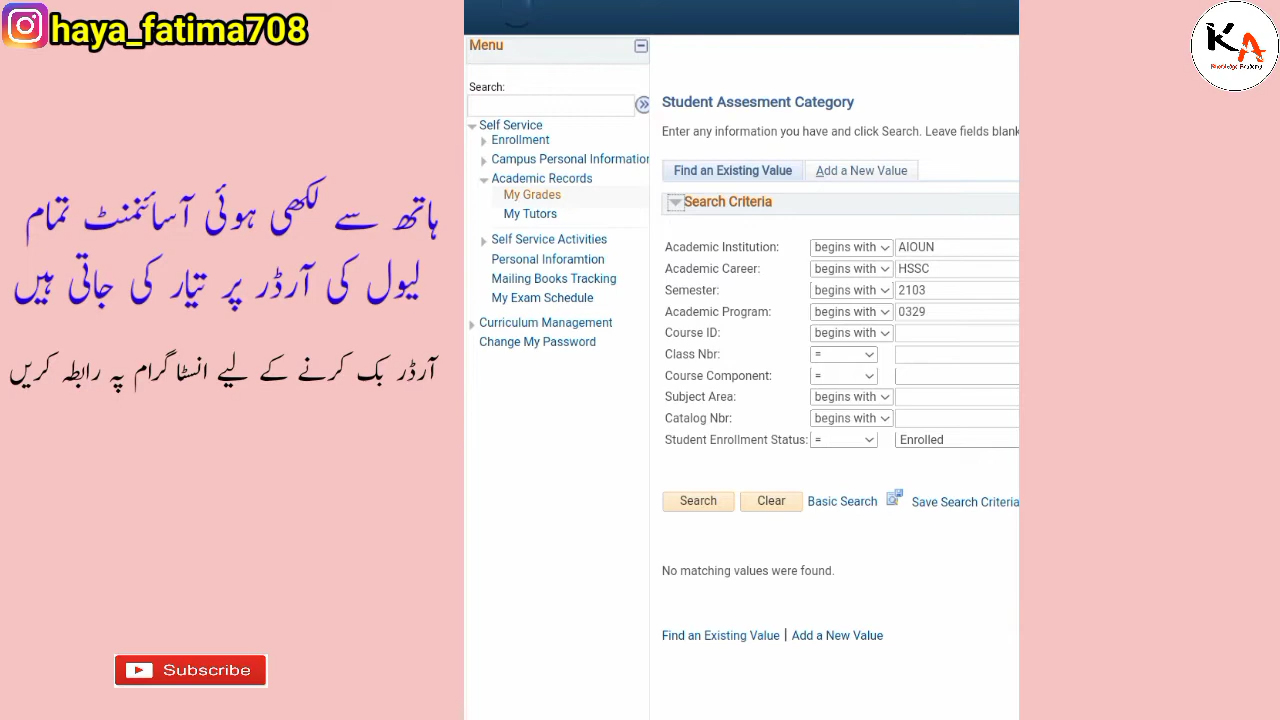 haya_fatima708
ہاتھ سے لکھی ہوئی آسائنمنٹ تمام
لیول کی آرڈر پر تیار کی جاتی ہیں
آرڈر بک کرنے کے لیے انسٹاگرام پہ رابطہ کریں
Subscribe
Menu
Search:
Self Service
Enrollment
Campus Personal Information
Academic Records
My Grades
My Tutors
Self Service Activities
Personal Inforamtion
Mailing Books Tracking
My Exam Schedule
Curriculum Management
Change My Password
Student Assesment Category
Enter any information you have and click Search. Leave fields blank
Find an Existing Value Add a New Value
Search Criteria
Academic Institution: begins with AIOUN
Academic Career: begins with HSSC
Semester: begins with 2103
Academic Program: begins with 0329
Course ID: begins with
Class Nbr: =
Course Component: =
Subject Area: begins with
Catalog Nbr: begins with
Student Enrollment Status: = Enrolled
Search Clear Basic Search Save Search Criteria
No matching values were found.
Find an Existing Value | Add a New Value
KA